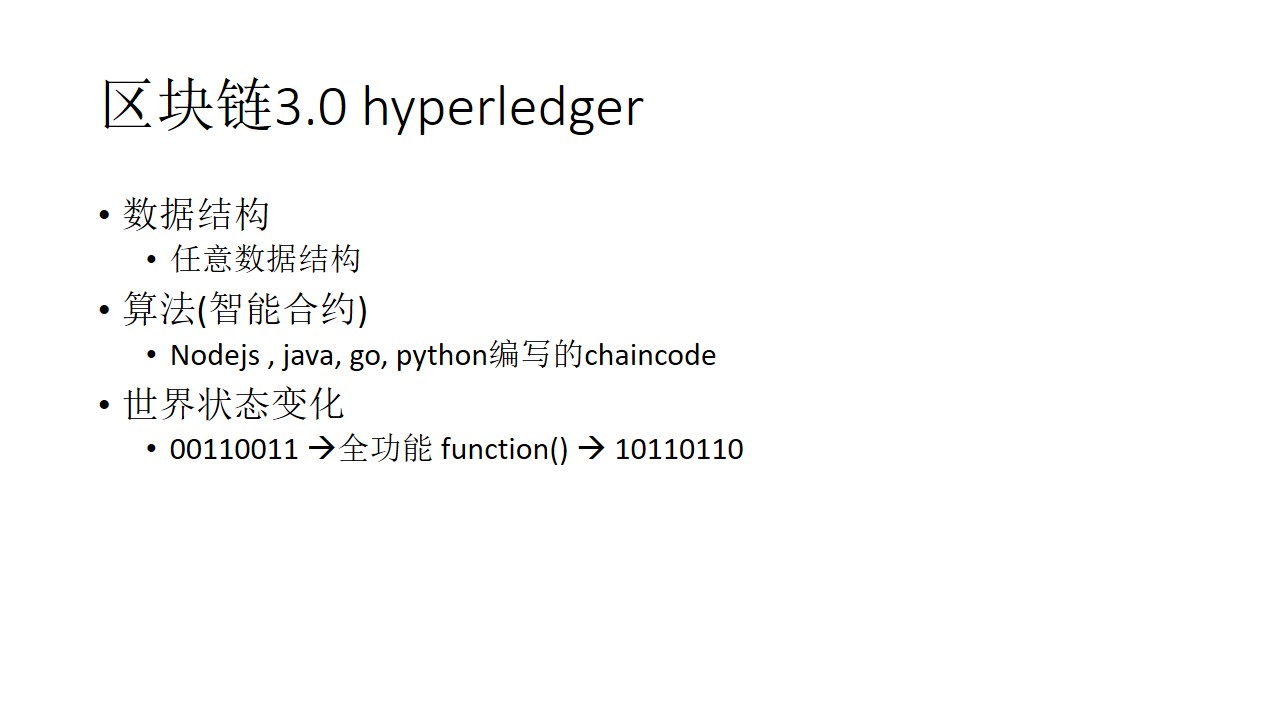 区块链3.0 hyperledger
• 数据结构
• 任意数据结构
• 算法(智能合约)
• Nodejs , java, go, python编写的chaincode
• 世界状态变化
• 00110011 →全功能 function() → 10110110